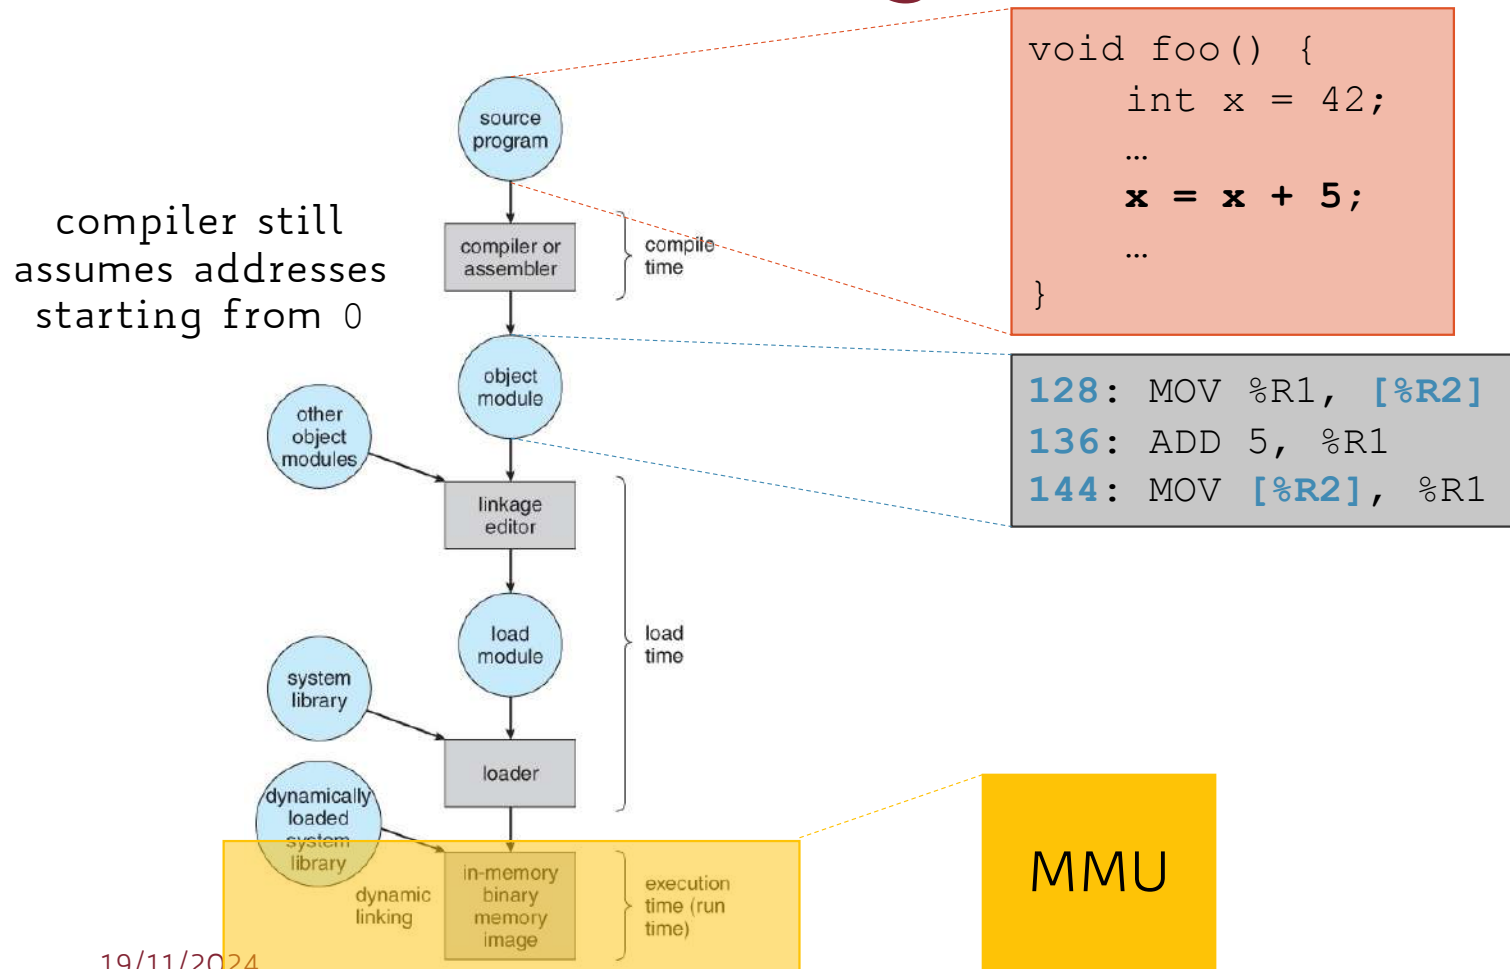 void foo() {
int x = 42;
…
x = x + 5;
…
}
source
program
compiler still
assumes addresses
starting from 0
compiler or
assembler
compile
time
object
module
128: MOV %R1, [%R2]
136: ADD 5, %R1
144: MOV [%R2], %R1
other
object
modules
linkage
editor
load
module
load
time
system
library
loader
dynamically
loaded
system
library
dynamic
linking
in-memory
binary
memory
image
execution
time (run
time)
MMU
19/11/2024